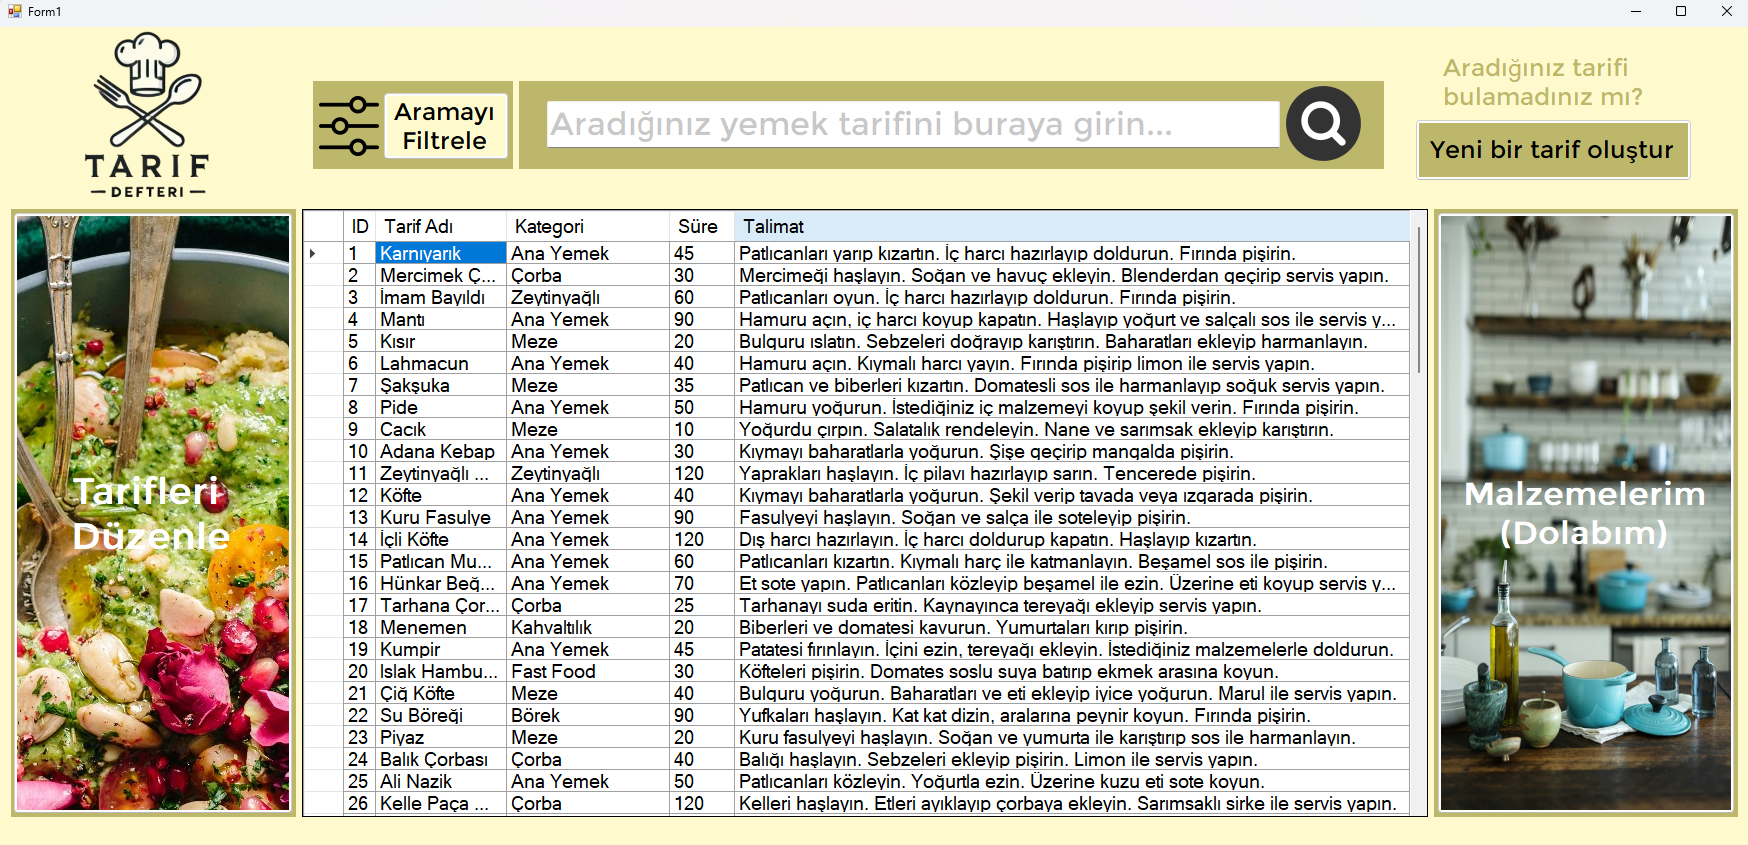 Form1
TARİF
DEFTERİ
Aramayı
Filtrele
Aradığınız yemek tarifini buraya girin...
Aradığınız tarifi
bulamadınız mı?
Yeni bir tarif oluştur
Tarifleri
Düzenle
ID Tarif Adı Kategori Süre Talimat
1 Karnıyarık Ana Yemek 45 Patlıcanları yarıp kızartın. İç harcı hazırlayıp doldurun. Fırında pişirin.
2 Mercimek Ç... Çorba 30 Mercimeği haşlayın. Soğan ve havuç ekleyin. Blenderdan geçirip servis yapın.
3 İmam Bayıldı Zeytinyağlı 60 Patlıcanları oyun. İç harcı hazırlayıp doldurun. Fırında pişirin.
4 Mantı Ana Yemek 90 Hamuru açın, iç harcı koyup kapatın. Haşlayıp yoğurt ve salçalı sos ile servis y...
5 Kısır Meze 20 Bulguru ıslatın. Sebzeleri doğrayıp karıştırın. Baharatları ekleyip harmanlayın.
6 Lahmacun Ana Yemek 40 Hamuru açın. Kıymalı harcı yayın. Fırında pişirip limon ile servis yapın.
7 Şakşuka Meze 35 Patlıcan ve biberleri kızartın. Domatesli sos ile harmanlayıp soğuk servis yapın.
8 Pide Ana Yemek 50 Hamuru yoğurun. İstediğiniz iç malzemeyi koyup şekil verin. Fırında pişirin.
9 Cacık Meze 10 Yoğurdu çırpın. Salatalık rendeleyin. Nane ve sarımsak ekleyip karıştırın.
10 Adana Kebap Ana Yemek 30 Kıymayı baharatlarla yoğurun. Şişe geçirip mangalda pişirin.
11 Zeytinyağlı ... Zeytinyağlı 120 Yaprakları haşlayın. İç pilavı hazırlayıp sarın. Tencerede pişirin.
12 Köfte Ana Yemek 40 Kıymayı baharatlarla yoğurun. Şekil verip tavada veya ızgarada pişirin.
13 Kuru Fasulye Ana Yemek 90 Fasulyeyi haşlayın. Soğan ve salça ile soteleyip pişirin.
14 İçli Köfte Ana Yemek 120 Dış harcı hazırlayın. İç harcı doldurup kapatın. Haşlayıp kızartın.
15 Patlıcan Mu... Ana Yemek 60 Patlıcanları kızartın. Kıymalı harç ile katmanlayın. Beşamel sos ile pişirin.
16 Hünkar Beğ... Ana Yemek 70 Et sote yapın. Patlıcanları közleyip beşamel ile ezin. Üzerine eti koyup servis y...
17 Tarhana Çor... Çorba 25 Tarhanayı suda eritin. Kaynayınca tereyağı ekleyip servis yapın.
18 Menemen Kahvaltılık 20 Biberleri ve domatesi kavurun. Yumurtaları kırıp pişirin.
19 Kumpir Ana Yemek 45 Patatesi fırınlayın. İçini ezin, tereyağı ekleyin. İstediğiniz malzemelerle doldurun.
20 Islak Hambu... Fast Food 30 Köfteleri pişirin. Domates soslu suya batırıp ekmek arasına koyun.
21 Çiğ Köfte Meze 40 Bulguru yoğurun. Baharatları ve eti ekleyip iyice yoğurun. Marul ile servis yapın.
22 Su Böreği Börek 90 Yufkaları haşlayın. Kat kat dizin, aralarına peynir koyun. Fırında pişirin.
23 Piyaz Meze 20 Kuru fasulyeyi haşlayın. Soğan ve yumurta ile karıştırıp sos ile harmanlayın.
24 Balık Çorbası Çorba 40 Balığı haşlayın. Sebzeleri ekleyip pişirin. Limon ile servis yapın.
25 Ali Nazik Ana Yemek 50 Patlıcanları közleyin. Yoğurtla ezin. Üzerine kuzu eti sote koyun.
26 Kelle Paça ... Çorba 120 Kelleri haşlayın. Etleri ayıklayıp çorbaya ekleyin. Sarımsaklı sirke ile servis yapın.
Malzemelerim
(Dolabım)